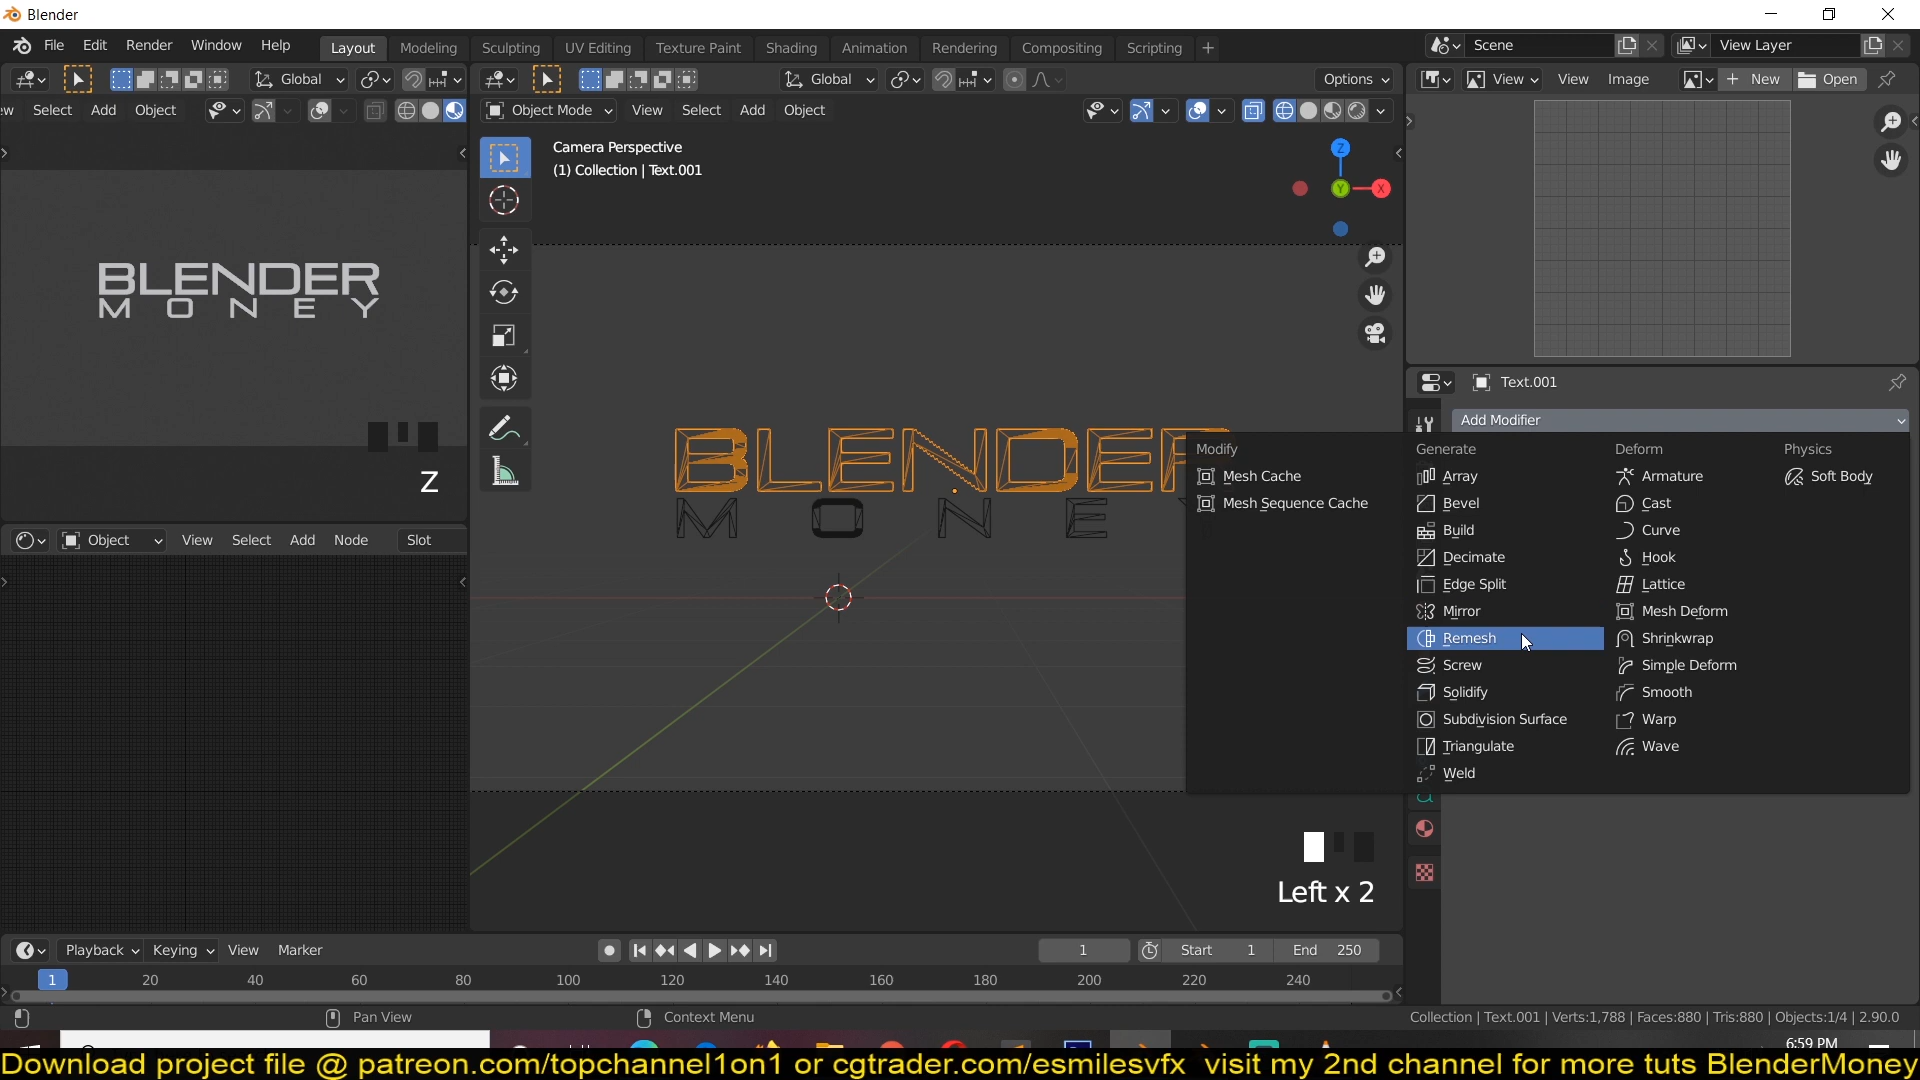 Blender
File Edit Render Window Help Layout Modeling Sculpting UV Editing Texture Paint Shading Animation Rendering Compositing Scripting + Scene View Layer
Global Global Options View View Image New Open
ew Select Add Object Object Mode View Select Add Object
Camera Perspective
(1) Collection | Text.001
Z
Y
X
BLENDER
MONEY
Z
Text.001
Add Modifier
BLENDER
M O N E
Modify
Mesh Cache
Mesh Sequence Cache
Generate
Array
Bevel
Build
Decimate
Edge Split
Mirror
Remesh
Screw
Solidify
Subdivision Surface
Triangulate
Weld
Deform
Armature
Cast
Curve
Hook
Lattice
Mesh Deform
Shrinkwrap
Simple Deform
Smooth
Warp
Wave
Physics
Soft Body
Object View Select Add Node Slot
Left x 2
Playback Keying View Marker 1 Start 1 End 250
1 20 40 60 80 100 120 140 160 180 200 220 240
Pan View Context Menu Collection | Text.001 | Verts:1,788 | Faces:880 | Tris:880 | Objects:1/4 | 2.90.0
6:59 PM
Download project file @ patreon.com/topchannel1on1 or cgtrader.com/esmilesvfx visit my 2nd channel for more tuts BlenderMoney